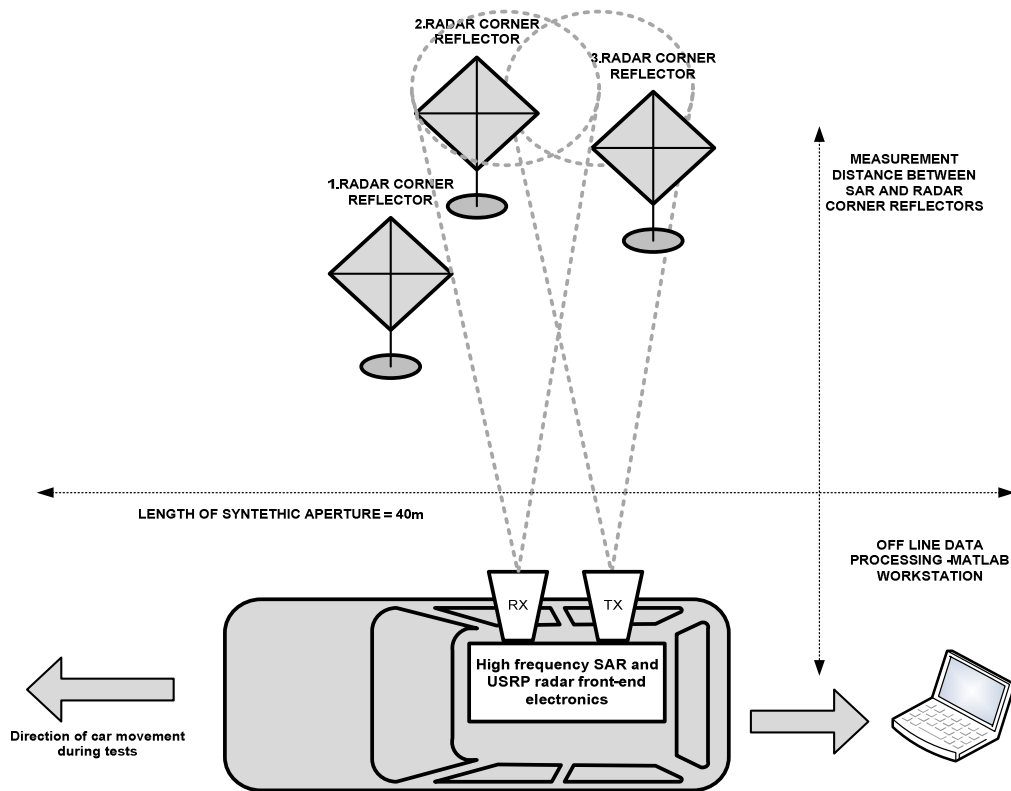 2.RADAR CORNER
REFLECTOR
3.RADAR CORNER
REFLECTOR
MEASUREMENT
DISTANCE BETWEEN
SAR AND RADAR
CORNER REFLECTORS
1.RADAR CORNER
REFLECTOR
LENGTH OF SYNTETHIC APERTURE = 40m
OFF LINE DATA
PROCESSING -MATLAB
WORKSTATION
RX
TX
High frequency SAR and
USRP radar front-end
electronics
Direction of car movement
during tests